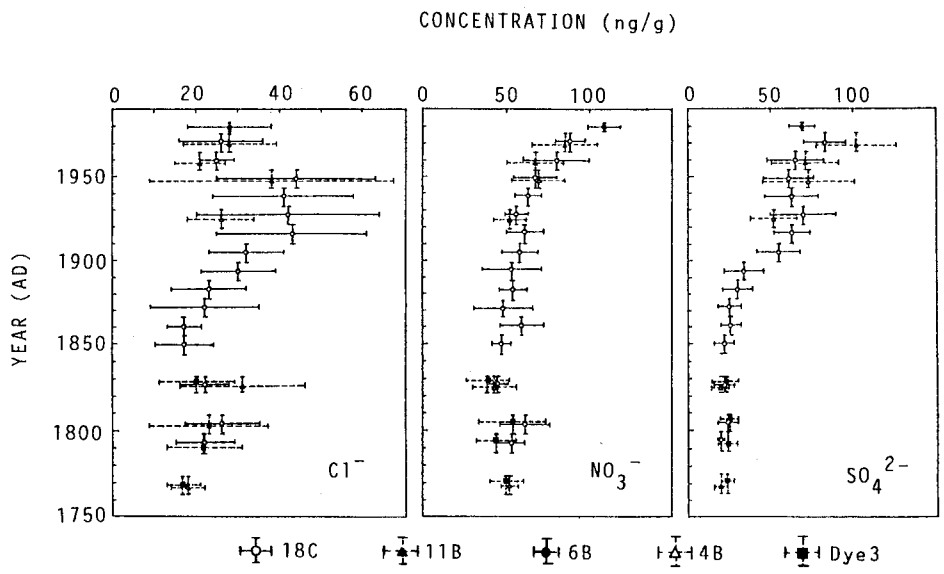 CONCENTRATION (ng/g)
0 20 40 60 0 50 100 0 50 100
YEAR (AD)
1950
1900
1850
1800
1750
Cl⁻ NO₃⁻ SO₄²⁻
18C 11B 6B 14B Dye3